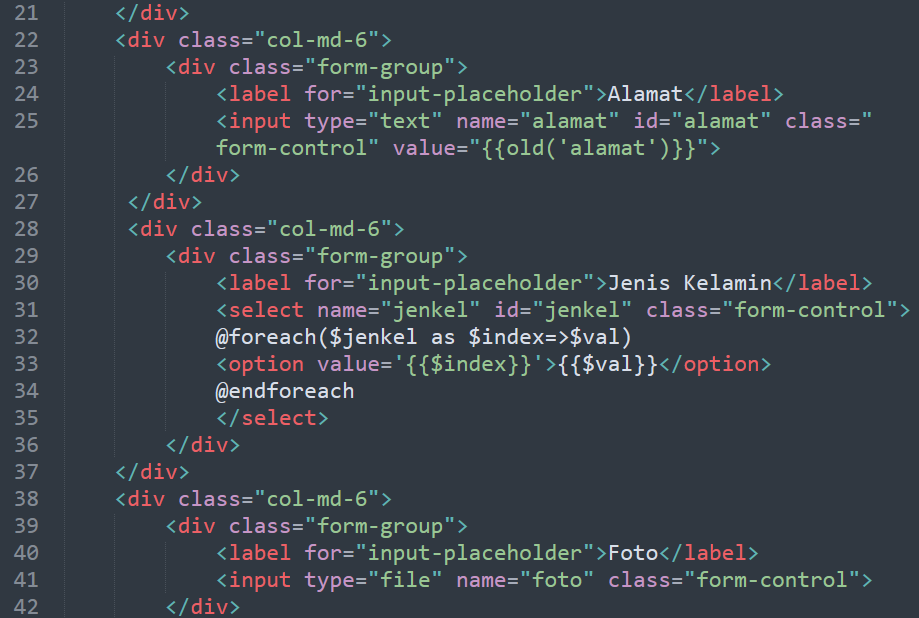 21 </div>
22 <div class="col-md-6">
23 <div class="form-group">
24 <label for="input-placeholder">Alamat</label>
25 <input type="text" name="alamat" id="alamat" class="
form-control" value="{{old('alamat')}}">
26 </div>
27 </div>
28 <div class="col-md-6">
29 <div class="form-group">
30 <label for="input-placeholder">Jenis Kelamin</label>
31 <select name="jenkel" id="jenkel" class="form-control">
32 @foreach($jenkel as $index=>$val)
33 <option value='{{$index}}'>{{$val}}</option>
34 @endforeach
35 </select>
36 </div>
37 </div>
38 <div class="col-md-6">
39 <div class="form-group">
40 <label for="input-placeholder">Foto</label>
41 <input type="file" name="foto" class="form-control">
42 </div>